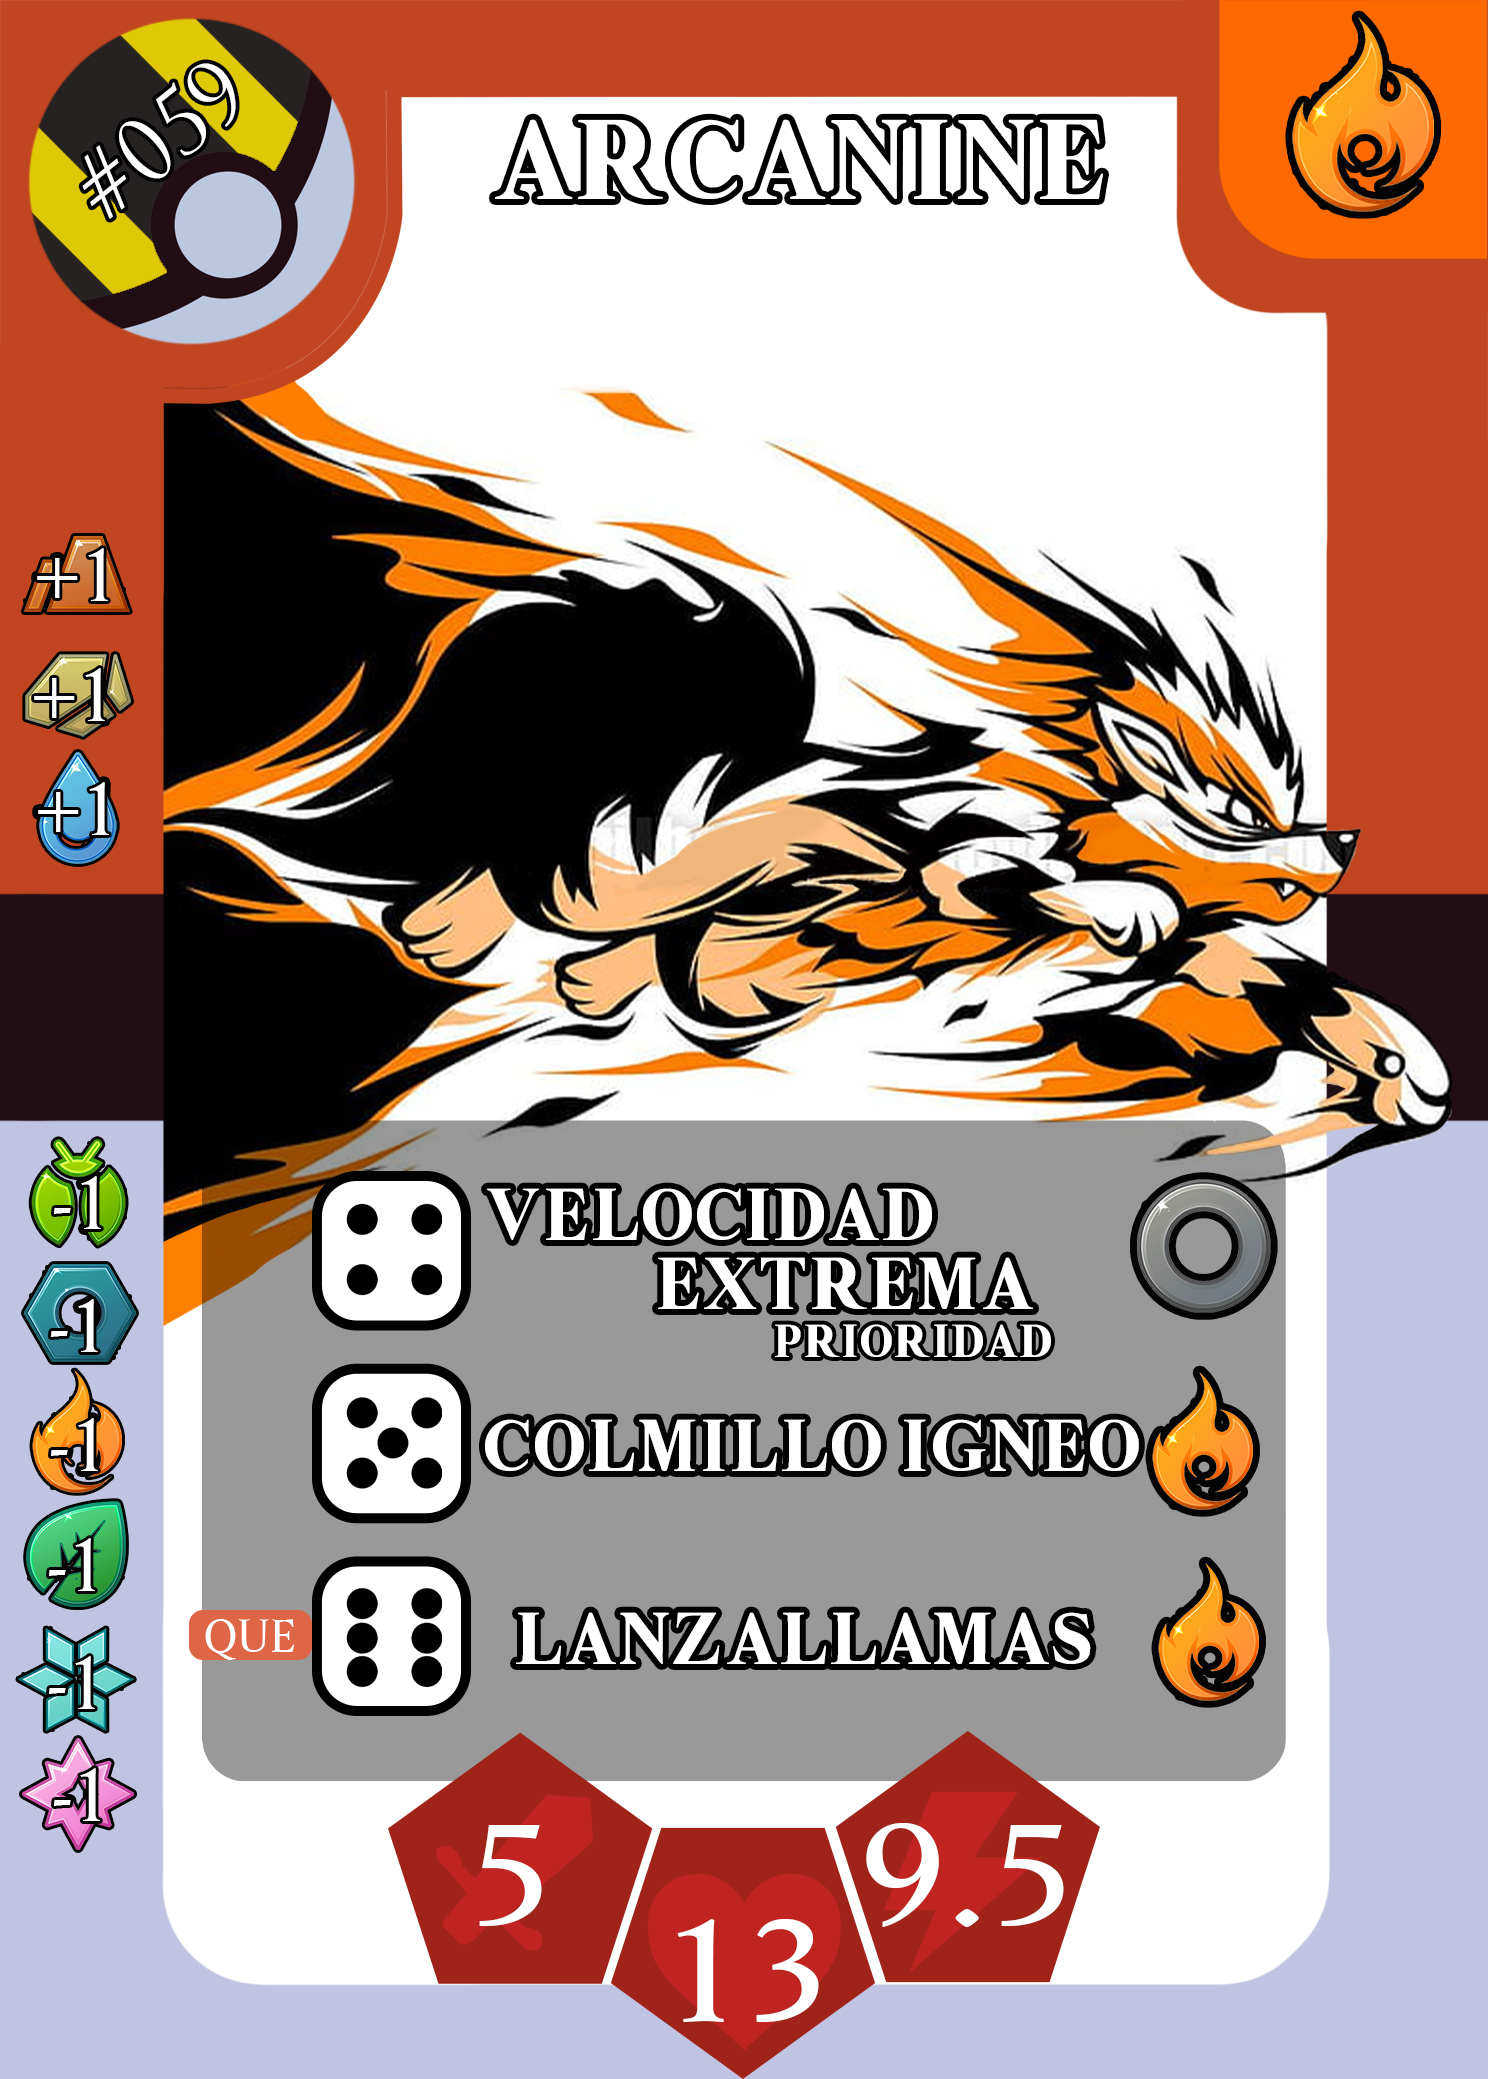 #059
ARCANINE
+1
+1
+1
-1
-1
-1
-1
-1
-1
VELOCIDAD
EXTREMA
PRIORIDAD
COLMILLO IGNEO
QUE
LANZALLAMAS
5
13
9.5